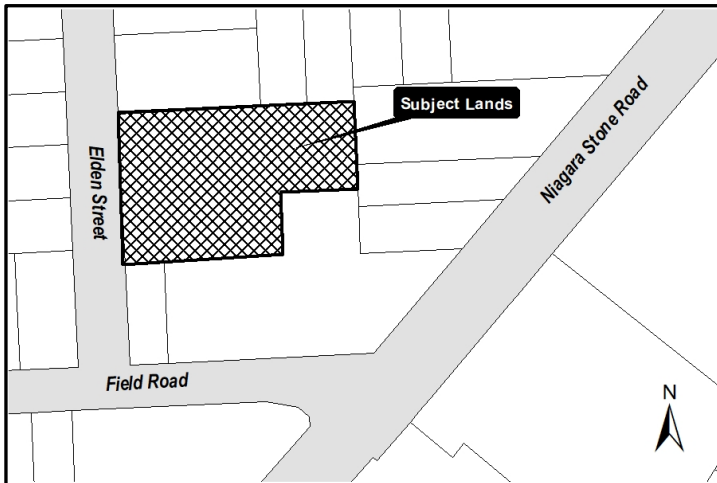 Subject Lands
Elden Street
Niagara Stone Road
Field Road
N